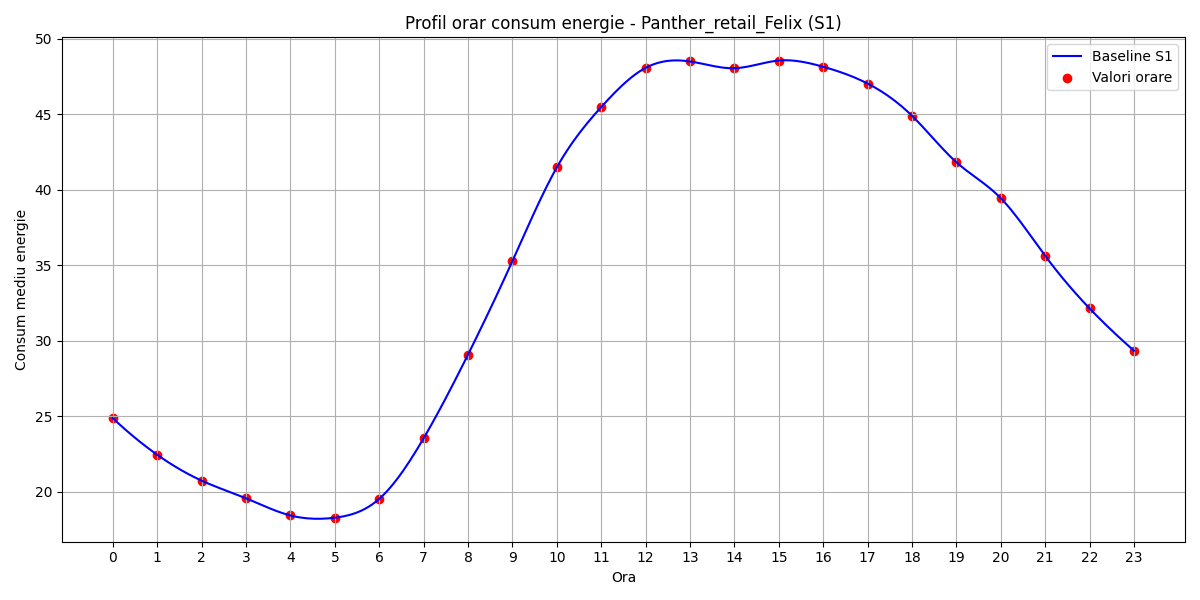 Profil orar consum energie - Panther_retail_Felix (S1)
Baseline S1
Valori orare
Consum mediu energie
50
45
40
35
30
25
20
0 1 2 3 4 5 6 7 8 9 10 11 12 13 14 15 16 17 18 19 20 21 22 23
Ora